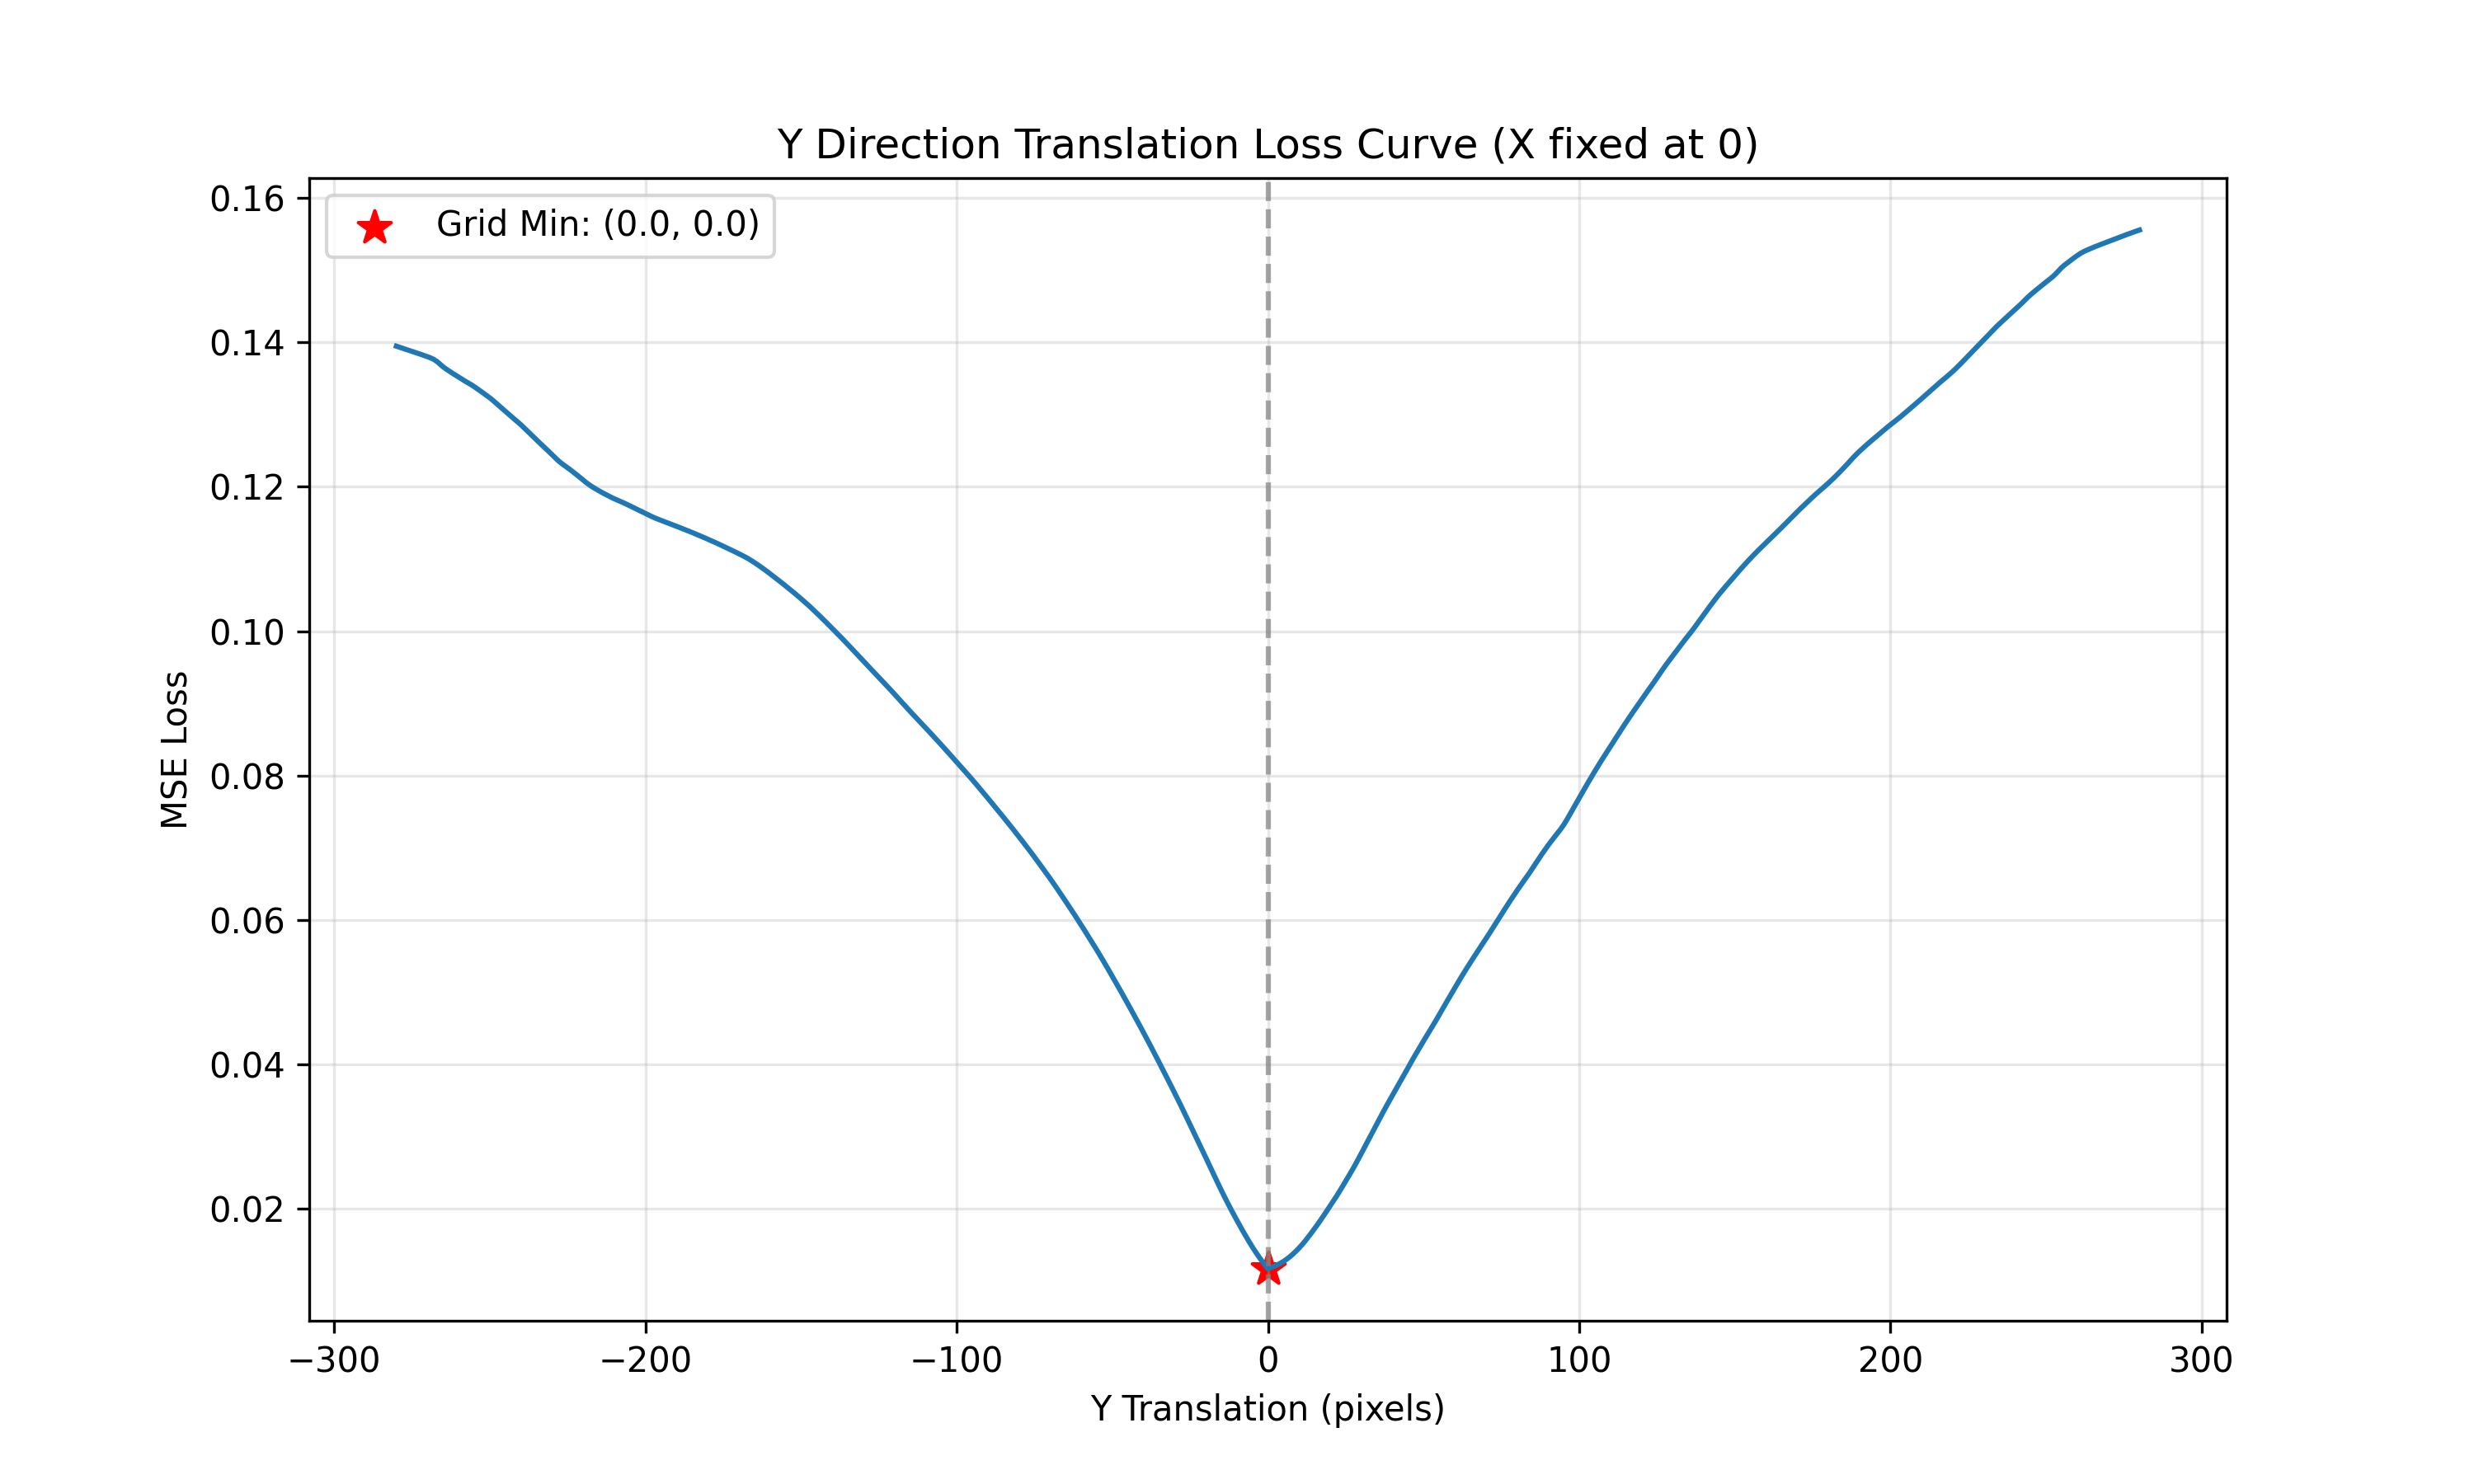 Y Direction Translation Loss Curve (X fixed at 0)
Grid Min: (0.0, 0.0)
MSE Loss
0.16
0.14
0.12
0.10
0.08
0.06
0.04
0.02
−300 −200 −100 0 100 200 300
Y Translation (pixels)